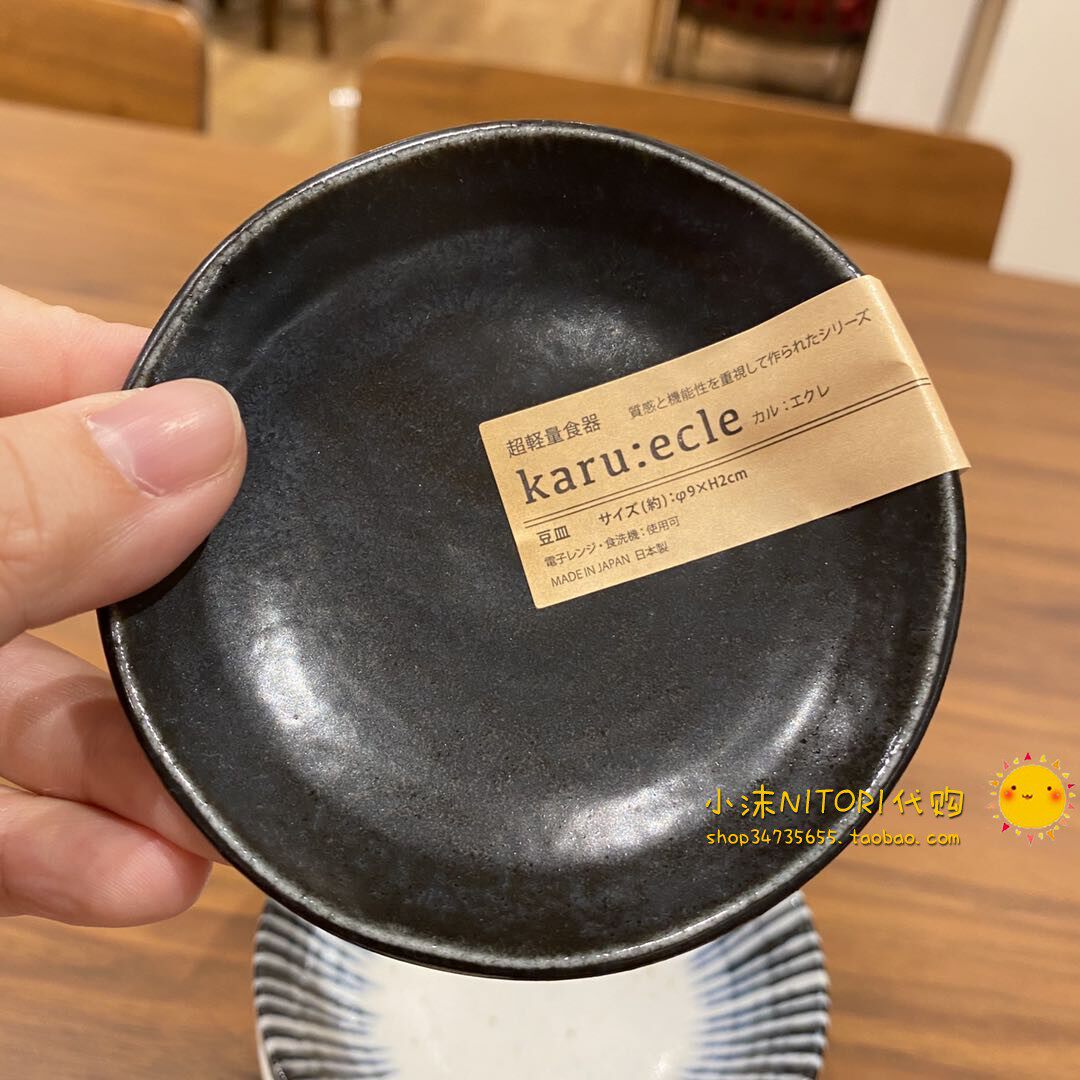 超軽量食器 質感と機能性を重視して作られたシリーズ
karu:ecle カル:エクレ
豆皿 サイズ(約):φ9×H2cm
電子レンジ・食洗機:使用可
MADE IN JAPAN 日本製
小沫NITORI代购
shop34735655.taobao.com